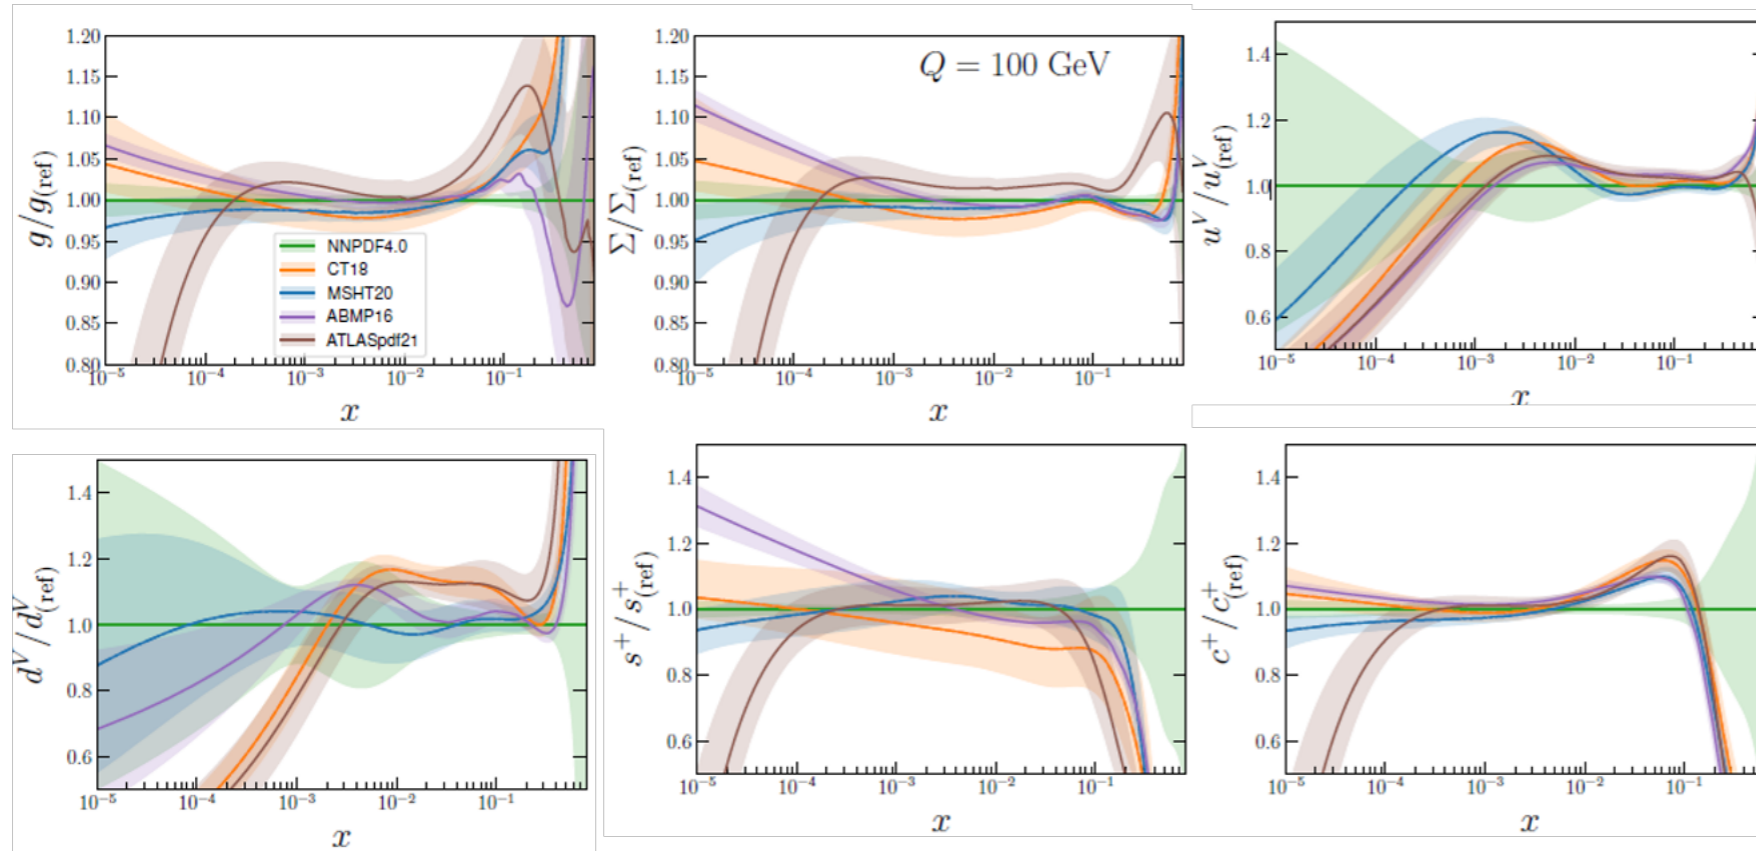 1.20
1.15
1.10
1.05
1.00
0.95
0.90
0.85
0.80
g/g(ref)
NNPDF4.0
CT18
MSHT20
ABMP16
ATLASpdf21
10⁻⁵ 10⁻⁴ 10⁻³ 10⁻² 10⁻¹
x
1.20
1.15
1.10
1.05
1.00
0.95
0.90
0.85
0.80
Σ/Σ(ref)
Q = 100 GeV
10⁻⁵ 10⁻⁴ 10⁻³ 10⁻² 10⁻¹
x
1.4
1.2
1.0
0.8
0.6
u^V/u^V(ref)
10⁻⁵ 10⁻⁴ 10⁻³ 10⁻² 10⁻¹
x
1.4
1.2
1.0
0.8
0.6
d^V/d^V(ref)
10⁻⁵ 10⁻⁴ 10⁻³ 10⁻² 10⁻¹
x
1.4
1.2
1.0
0.8
0.6
s⁺/s⁺(ref)
10⁻⁵ 10⁻⁴ 10⁻³ 10⁻² 10⁻¹
x
1.4
1.2
1.0
0.8
0.6
c⁺/c⁺(ref)
10⁻⁵ 10⁻⁴ 10⁻³ 10⁻² 10⁻¹
x